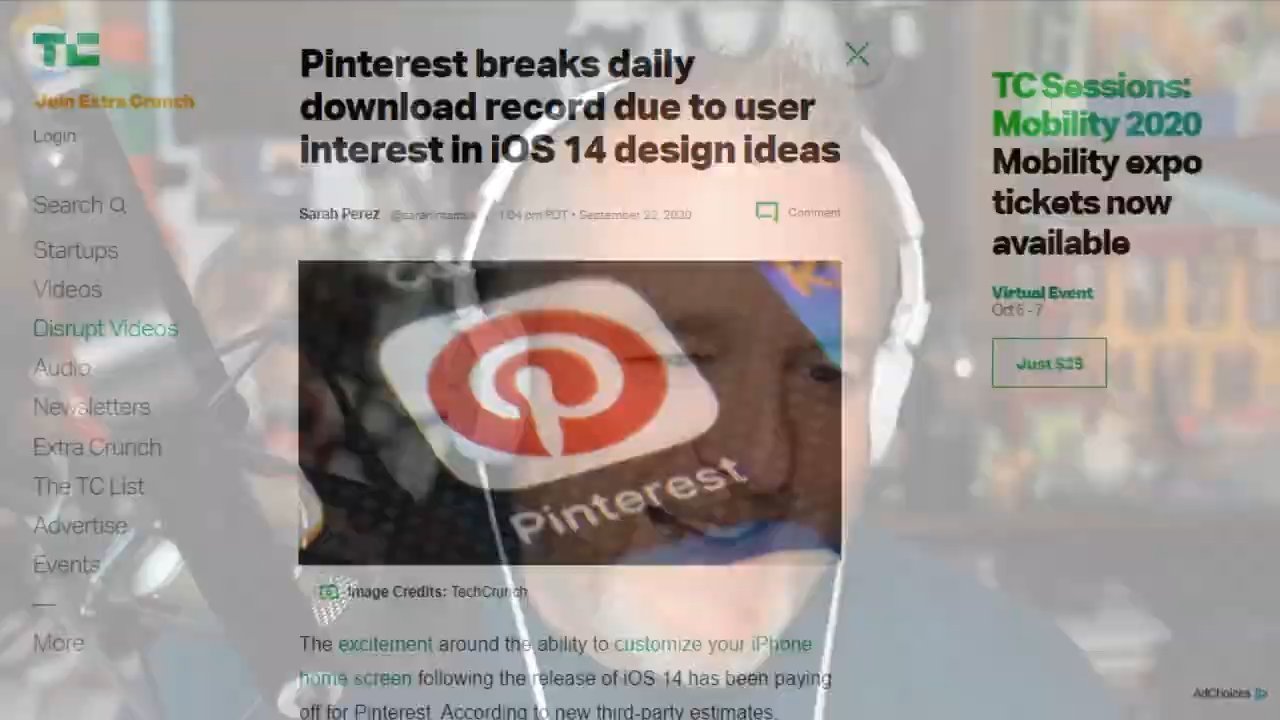 TC
Join Extra Crunch
Login
Search
Startups
Videos
Disrupt Videos
Audio
Newsletters
Extra Crunch
The TC List
Advertise
Events
More
Pinterest breaks daily
download record due to user
interest in iOS 14 design ideas
Sarah Perez 1:04 pm PDT • September 22, 2020
Comment
Pinterest
Image Credits: TechCrunch
The excitement around the ability to customize your iPhone
home screen following the release of iOS 14 has been paying
off for Pinterest. According to new third-party estimates,
TC Sessions:
Mobility 2020
Mobility expo
tickets now
available
Virtual Event
Oct 6 - 7
Just $25
AdChoices